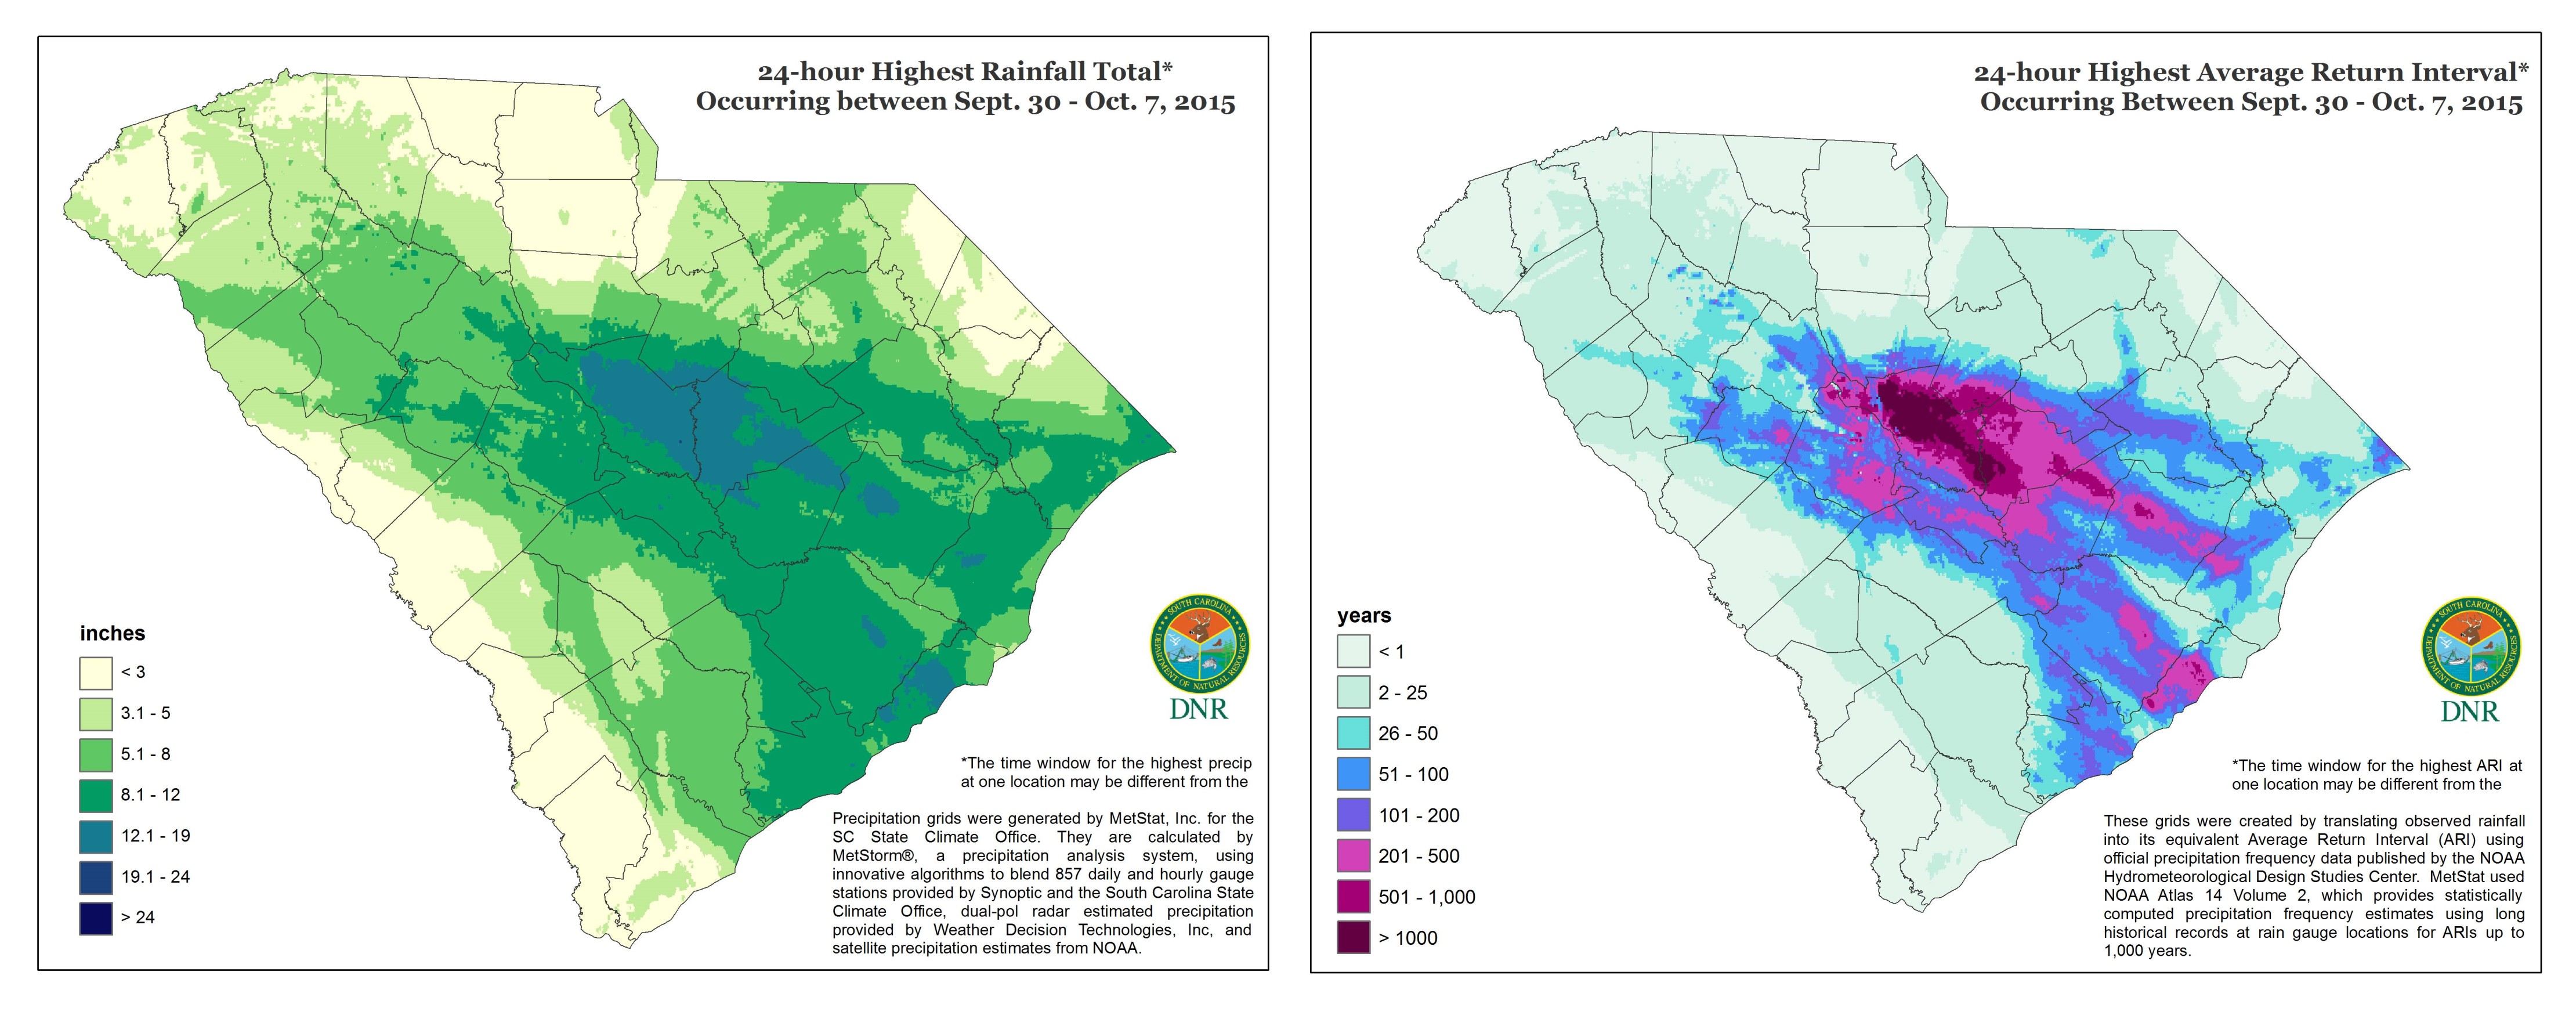 24-hour Highest Rainfall Total*
Occurring between Sept. 30 - Oct. 7, 2015
inches
< 3
3.1 - 5
5.1 - 8
8.1 - 12
12.1 - 19
19.1 - 24
> 24
SOUTH CAROLINA
DEPARTMENT OF NATURAL RESOURCES
DNR
*The time window for the highest precip
at one location may be different from the
Precipitation grids were generated by MetStat, Inc. for the
SC State Climate Office. They are calculated by
MetStorm®, a precipitation analysis system, using
innovative algorithms to blend 857 daily and hourly gauge
stations provided by Synoptic and the South Carolina State
Climate Office, dual-pol radar estimated precipitation
provided by Weather Decision Technologies, Inc, and
satellite precipitation estimates from NOAA.
24-hour Highest Average Return Interval*
Occurring Between Sept. 30 - Oct. 7, 2015
years
< 1
2 - 25
26 - 50
51 - 100
101 - 200
201 - 500
501 - 1,000
> 1000
SOUTH CAROLINA
DEPARTMENT OF NATURAL RESOURCES
DNR
*The time window for the highest ARI at
one location may be different from the
These grids were created by translating observed rainfall
into its equivalent Average Return Interval (ARI) using
official precipitation frequency data published by the NOAA
Hydrometeorological Design Studies Center. MetStat used
NOAA Atlas 14 Volume 2, which provides statistically
computed precipitation frequency estimates using long
historical records at rain gauge locations for ARIs up to
1,000 years.